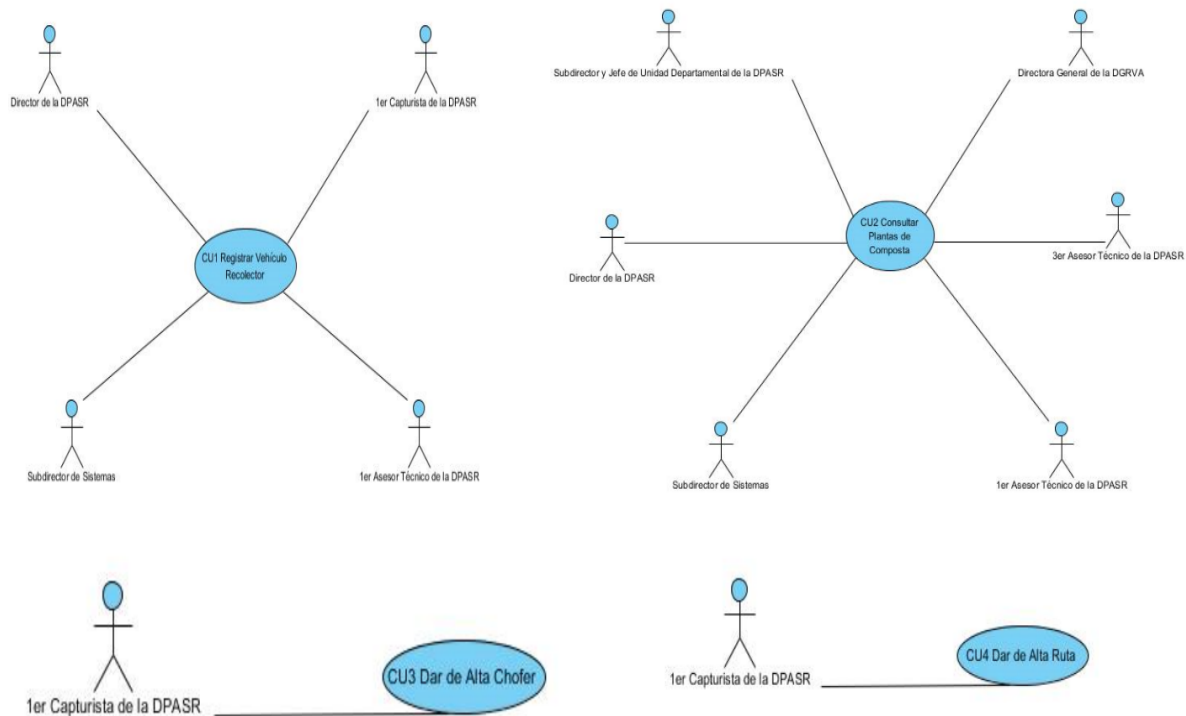 Director de la DPASR
1er Capturista de la DPASR
CU1 Registrar Vehículo
Recolector
Subdirector de Sistemas
1er Asesor Técnico de la DPASR
Subdirector y Jefe de Unidad Departamental de la DPASR
Directora General de la DGRVA
CU2 Consultar
Plantas de
Composta
Director de la DPASR
3er Asesor Técnico de la DPASR
Subdirector de Sistemas
1er Asesor Técnico de la DPASR
1er Capturista de la DPASR
CU3 Dar de Alta Chofer
1er Capturista de la DPASR
CU4 Dar de Alta Ruta